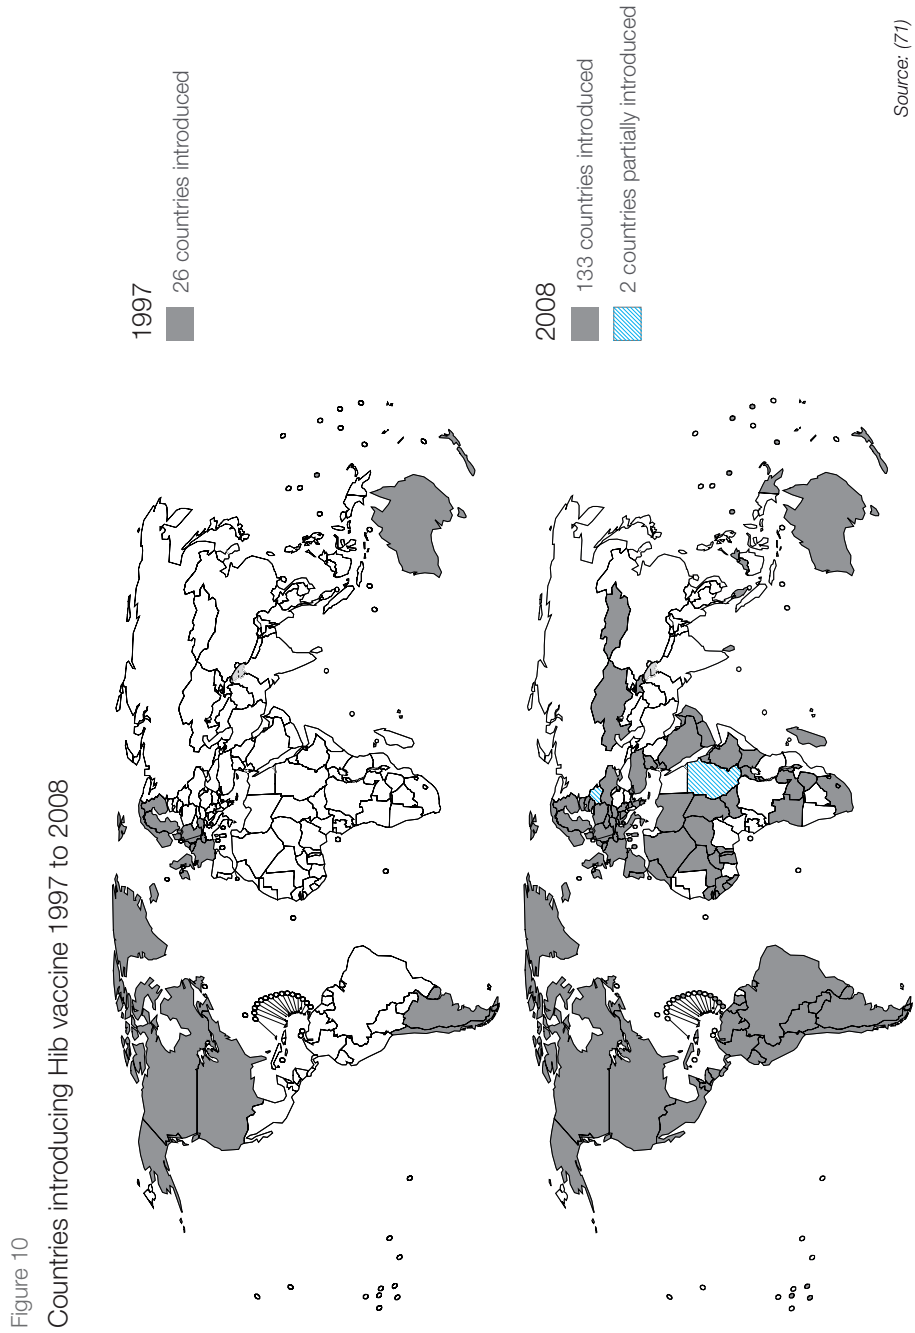 Figure 10
Countries introducing Hib vaccine 1997 to 2008
1997
26 countries introduced
2008
133 countries introduced
2 countries partially introduced
Source: (71)